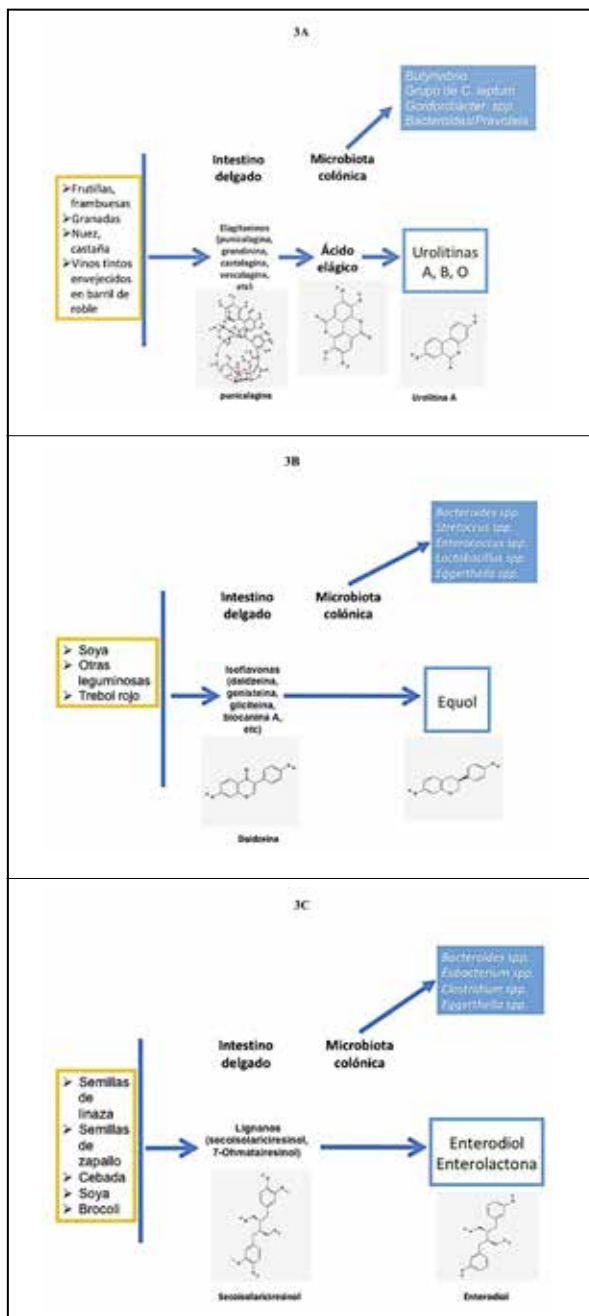 3A
Butyrivibrio
Grupo de C. leptum
Gordonibacter spp.
Bacteroides/Prevotela
Intestino
delgado
Microbiota
colónica
Frutillas,
frambuesas
Granadas
Nuez,
castaña
Vinos tintos
envejecidos
en barril de
roble
Elagitaninos
(punicalagina,
grandinina,
castalagina,
vescalagina,
etc)
Ácido
elágico
Urolitinas
A, B, O
punicalagina
Urolitina A
3B
Bacteroides spp.
Stretoccus spp.
Enterococcus spp.
Lactobacillus spp.
Eggerthella spp.
Intestino
delgado
Microbiota
colónica
Soya
Otras
leguminosas
Trebol rojo
Isoflavonas
(daidzeina,
genisteina,
gliciteina,
biocanina A,
etc)
Equol
Daidzeina
3C
Bacteroides spp.
Eubacterium spp.
Clostridium spp.
Eggerthella spp.
Intestino
delgado
Microbiota
colónica
Semillas
de
linaza
Semillas
de
zapallo
Cebada
Soya
Brocoli
Lignanos
(secoisolariciresinol,
7-Ohmatairesinol)
Enterodiol
Enterolactona
Secoisolariciresinol
Enterodiol